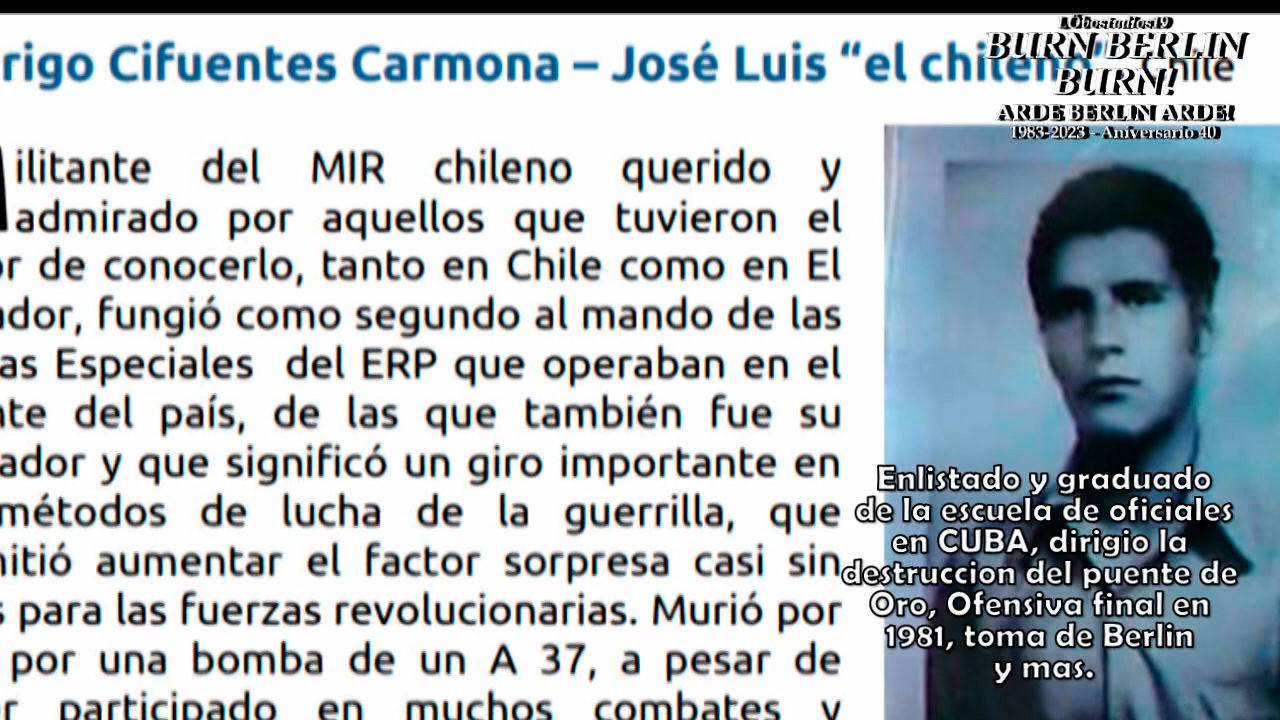 rigo Cifuentes Carmona – José Luis “el chileno” Chile
LObostudios19
BURN BERLIN
BURN!
ARDE BERLIN ARDE!
1983-2023 - Aniversario 40
ilitante del MIR chileno querido y
admirado por aquellos que tuvieron el
or de conocerlo, tanto en Chile como en El
ador, fungió como segundo al mando de las
as Especiales del ERP que operaban en el
nte del país, de las que también fue su
ador y que significó un giro importante en
métodos de lucha de la guerrilla, que
mitió aumentar el factor sorpresa casi sin
s para las fuerzas revolucionarias. Murió por
por una bomba de un A 37, a pesar de
er participado en muchos combates y
Enlistado y graduado
de la escuela de oficiales
en CUBA, dirigio la
destruccion del puente de
Oro, Ofensiva final en
1981, toma de Berlin
y mas.